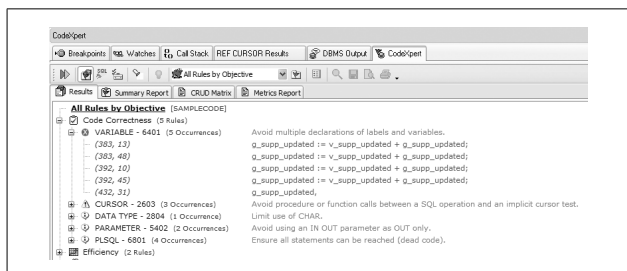 CodeXpert
Breakpoints Watches Call Stack REF CURSOR Results DBMS Output CodeXpert
SQL All Rules by Objective
Results Summary Report CRUD Matrix Metrics Report
All Rules by Objective [SAMPLECODE]
Code Correctness (5 Rules)
VARIABLE - 6401 (5 Occurrences) Avoid multiple declarations of labels and variables.
(383, 13) g_supp_updated := v_supp_updated + g_supp_updated;
(383, 48) g_supp_updated := v_supp_updated + g_supp_updated;
(392, 10) g_supp_updated := v_supp_updated + g_supp_updated;
(392, 45) g_supp_updated := v_supp_updated + g_supp_updated;
(432, 31) g_supp_updated,
CURSOR - 2603 (3 Occurrences) Avoid procedure or function calls between a SQL operation and an implicit cursor test.
DATA TYPE - 2804 (1 Occurrence) Limit use of CHAR.
PARAMETER - 5402 (2 Occurrences) Avoid using an IN OUT parameter as OUT only.
PLSQL - 6801 (4 Occurrences) Ensure all statements can be reached (dead code).
Efficiency (2 Rules)